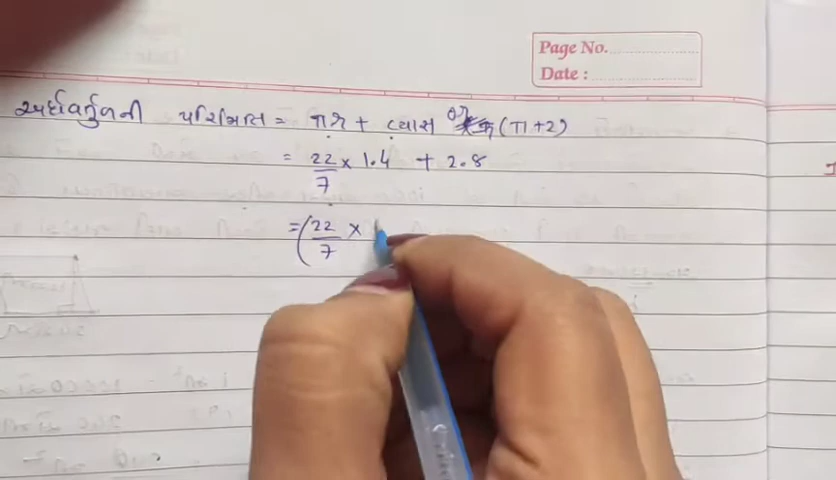 Page No.
Date :
અર્ધવર્તુળની પરિમિતિ = πr + વ્યાસ (π+2)
= 22/7 × 1.4 + 2.8
= (22/7 ×